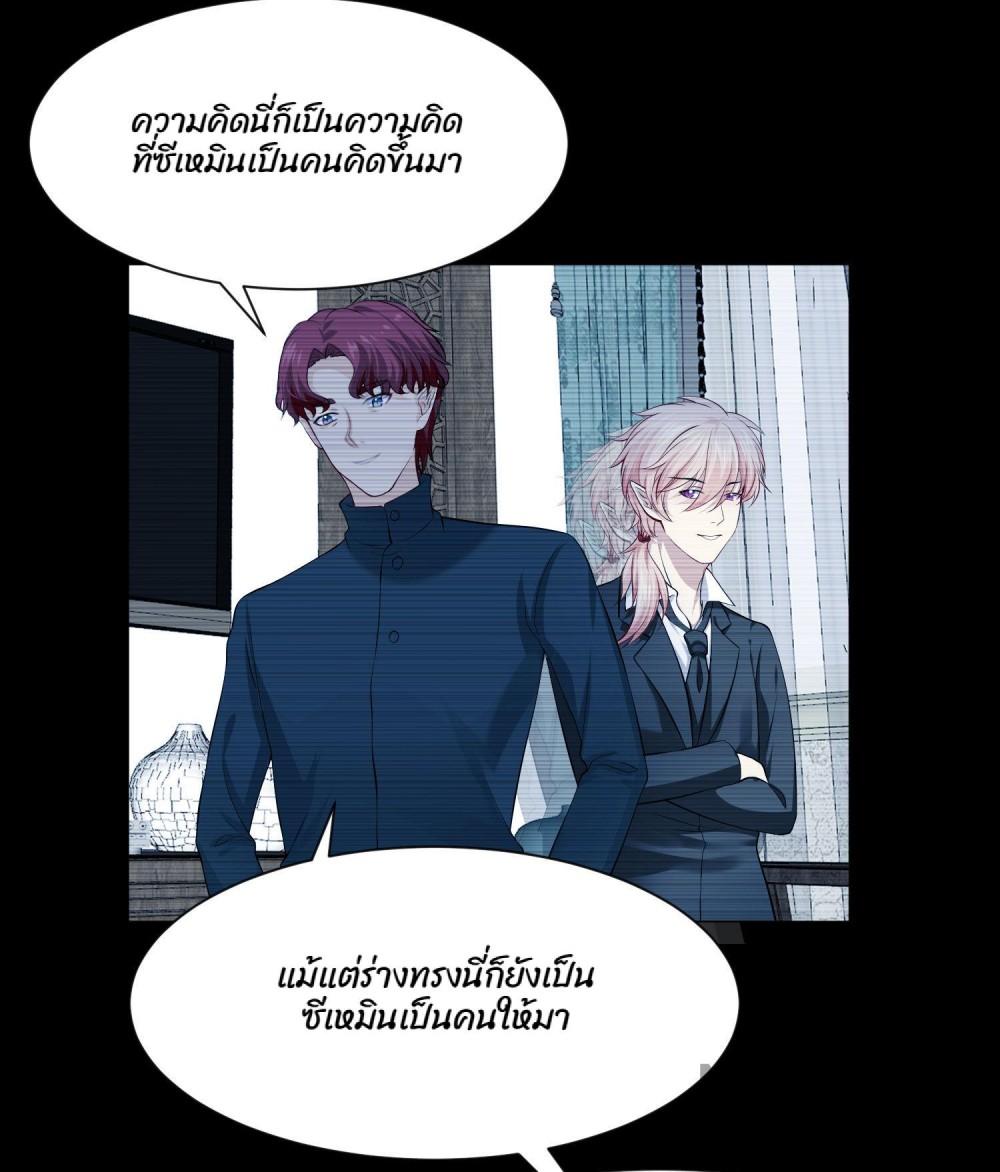 ความคิดนี่ก็เป็นความคิด
ที่ซีเหมินเป็นคนคิดขึ้นมา
แม้แต่ร่างทรงนี่ก็ยังเป็น
ซีเหมินเป็นคนให้มา